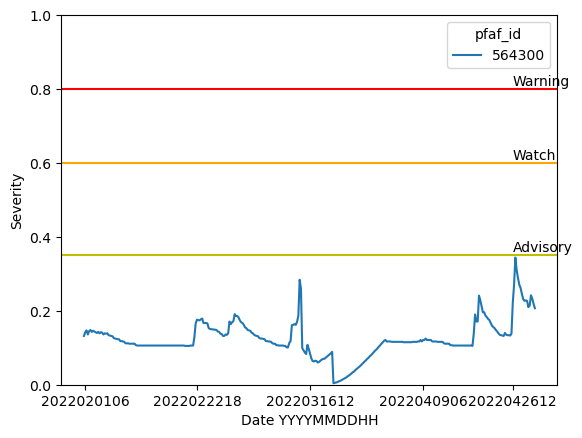 1.0
0.8
0.6
0.4
0.2
0.0
Severity
pfaf_id
564300
Warning
Watch
Advisory
2022020106
2022022218
2022031612
2022040906
2022042612
Date YYYYMMDDHH